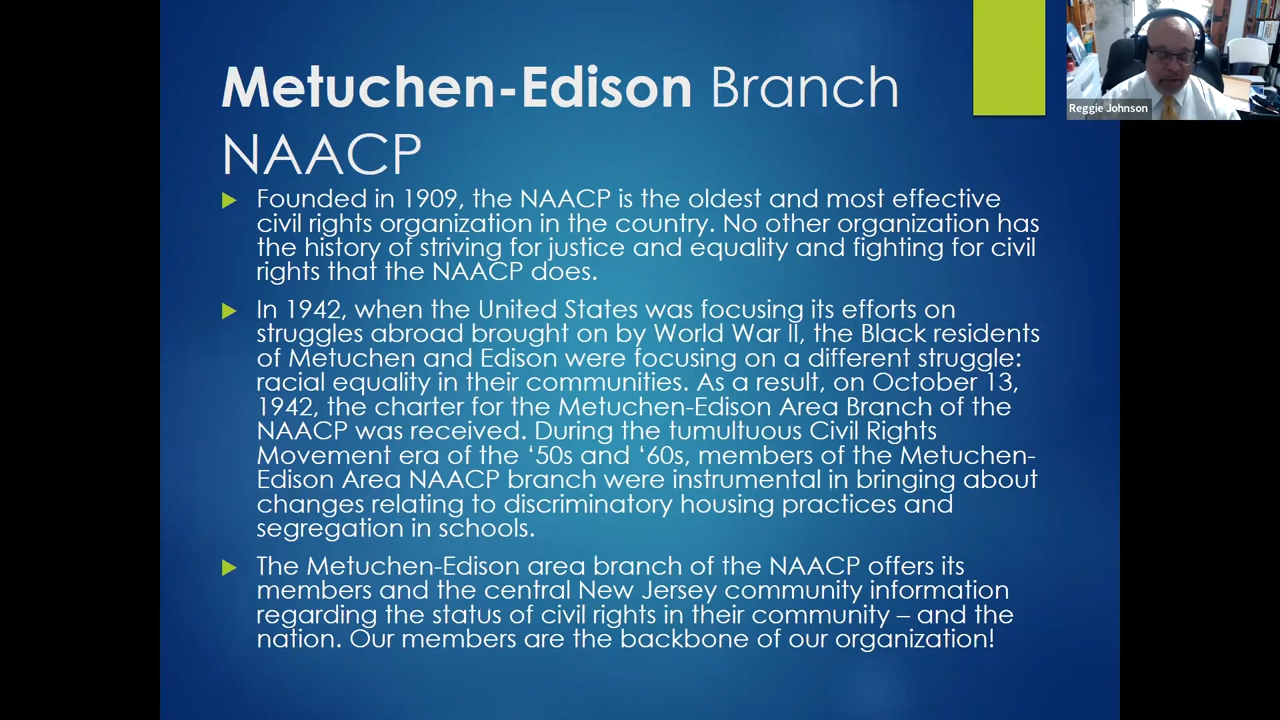 Metuchen-Edison Branch
NAACP
Founded in 1909, the NAACP is the oldest and most effective
civil rights organization in the country. No other organization has
the history of striving for justice and equality and fighting for civil
rights that the NAACP does.
In 1942, when the United States was focusing its efforts on
struggles abroad brought on by World War II, the Black residents
of Metuchen and Edison were focusing on a different struggle:
racial equality in their communities. As a result, on October 13,
1942, the charter for the Metuchen-Edison Area Branch of the
NAACP was received. During the tumultuous Civil Rights
Movement era of the ‘50s and ‘60s, members of the Metuchen-
Edison Area NAACP branch were instrumental in bringing about
changes relating to discriminatory housing practices and
segregation in schools.
The Metuchen-Edison area branch of the NAACP offers its
members and the central New Jersey community information
regarding the status of civil rights in their community – and the
nation. Our members are the backbone of our organization!
Reggie Johnson